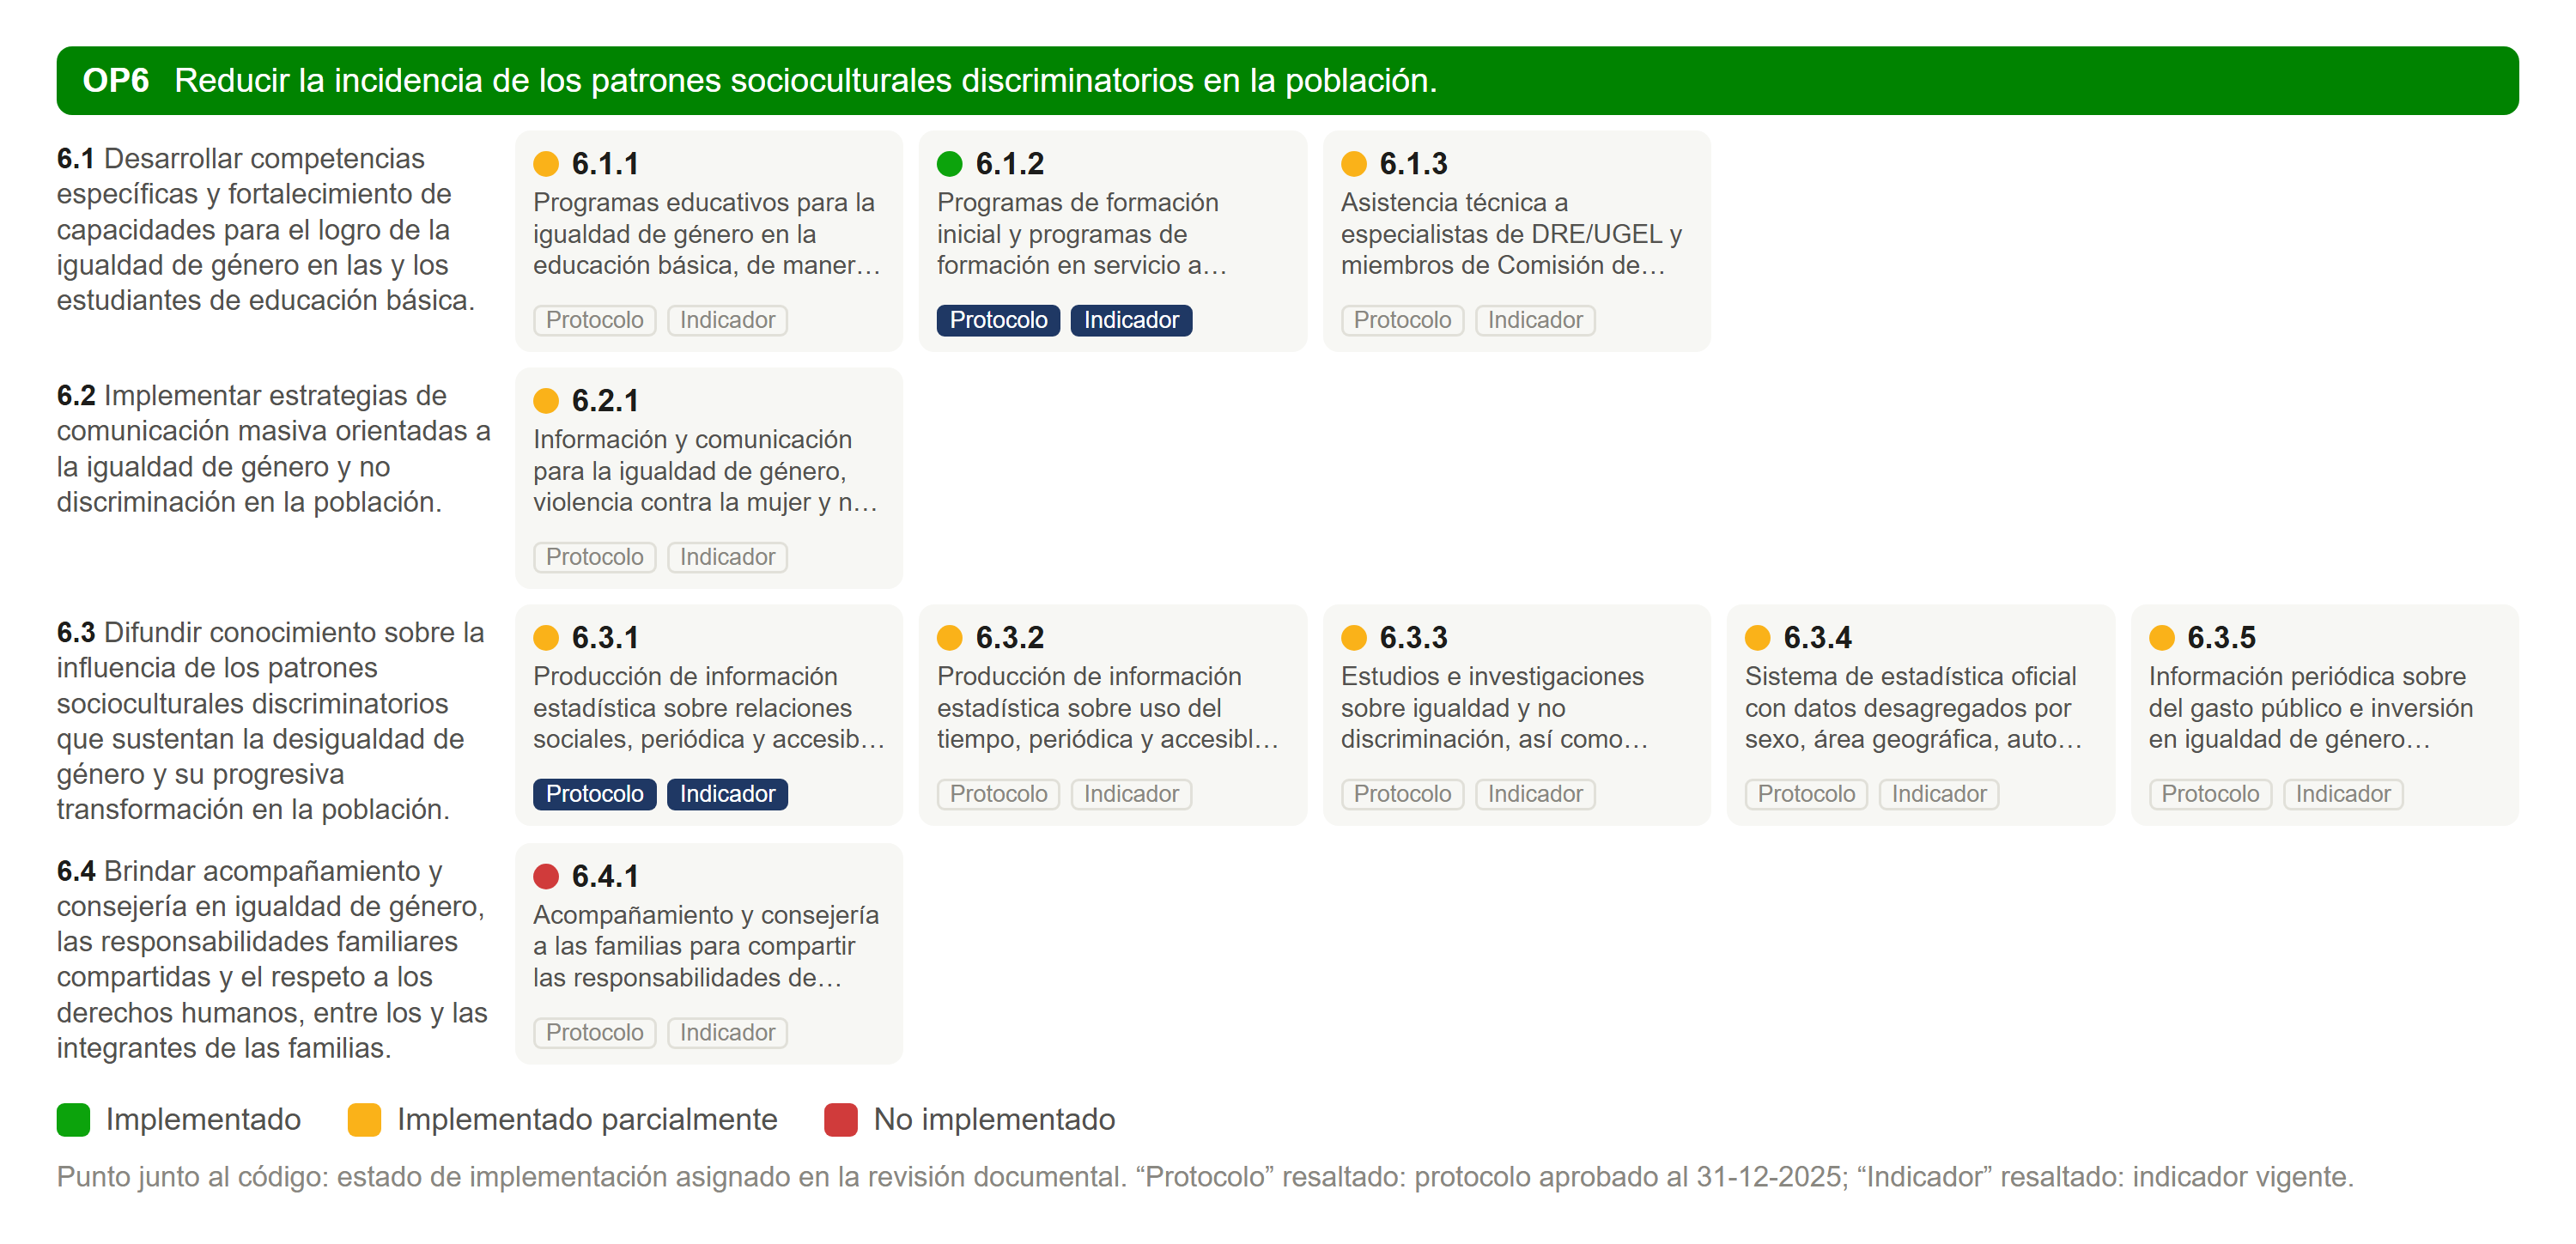 OP6 Reducir la incidencia de los patrones socioculturales discriminatorios en la población.
6.1 Desarrollar competencias
específicas y fortalecimiento de
capacidades para el logro de la
igualdad de género en las y los
estudiantes de educación básica.
6.1.1
Programas educativos para la
igualdad de género en la
educación básica, de maner…
Protocolo Indicador
6.1.2
Programas de formación
inicial y programas de
formación en servicio a…
Protocolo Indicador
6.1.3
Asistencia técnica a
especialistas de DRE/UGEL y
miembros de Comisión de…
Protocolo Indicador
6.2 Implementar estrategias de
comunicación masiva orientadas a
la igualdad de género y no
discriminación en la población.
6.2.1
Información y comunicación
para la igualdad de género,
violencia contra la mujer y n…
Protocolo Indicador
6.3 Difundir conocimiento sobre la
influencia de los patrones
socioculturales discriminatorios
que sustentan la desigualdad de
género y su progresiva
transformación en la población.
6.3.1
Producción de información
estadística sobre relaciones
sociales, periódica y accesib…
Protocolo Indicador
6.3.2
Producción de información
estadística sobre uso del
tiempo, periódica y accesibl…
Protocolo Indicador
6.3.3
Estudios e investigaciones
sobre igualdad y no
discriminación, así como…
Protocolo Indicador
6.3.4
Sistema de estadística oficial
con datos desagregados por
sexo, área geográfica, auto…
Protocolo Indicador
6.3.5
Información periódica sobre
del gasto público e inversión
en igualdad de género…
Protocolo Indicador
6.4 Brindar acompañamiento y
consejería en igualdad de género,
las responsabilidades familiares
compartidas y el respeto a los
derechos humanos, entre los y las
integrantes de las familias.
6.4.1
Acompañamiento y consejería
a las familias para compartir
las responsabilidades de…
Protocolo Indicador
Implementado Implementado parcialmente No implementado
Punto junto al código: estado de implementación asignado en la revisión documental. “Protocolo” resaltado: protocolo aprobado al 31-12-2025; “Indicador” resaltado: indicador vigente.